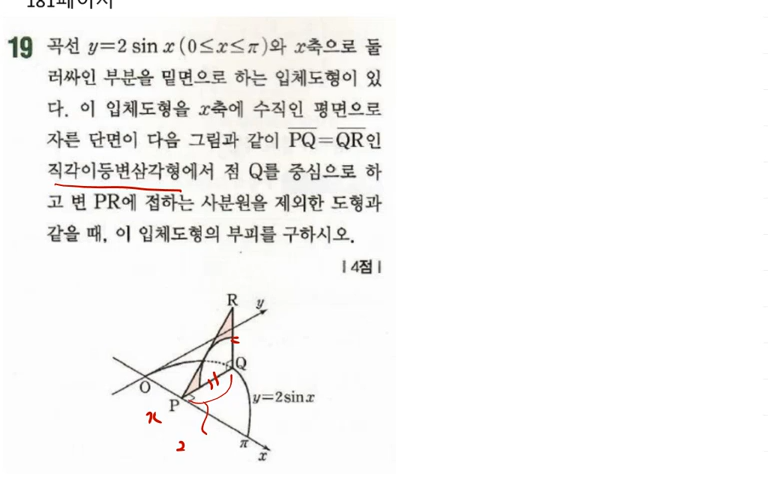 181페이지
19 곡선 y=2 sin x (0≤x≤π)와 x축으로 둘
러싸인 부분을 밑면으로 하는 입체도형이 있
다. 이 입체도형을 x축에 수직인 평면으로
자른 단면이 다음 그림과 같이 PQ=QR인
직각이등변삼각형에서 점 Q를 중심으로 하
고 변 PR에 접하는 사분원을 제외한 도형과
같을 때, 이 입체도형의 부피를 구하시오.
| 4점 |
R y
Q
O
P y=2sinx
x
2
π
x